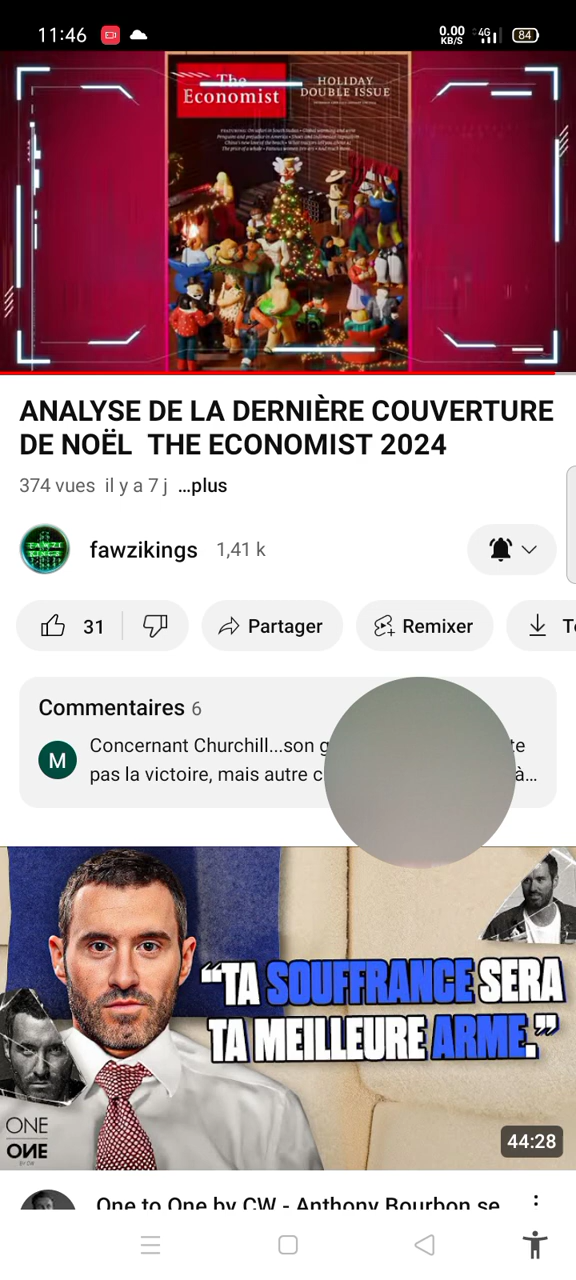 11:46
0.00
KB/S
4G
84
The
Economist
HOLIDAY
DOUBLE ISSUE
ANALYSE DE LA DERNIÈRE COUVERTURE
DE NOËL THE ECONOMIST 2024
374 vues il y a 7 j ...plus
fawzikings 1,41 k
31
Partager
Remixer
Commentaires 6
M
Concernant Churchill...son
pas la victoire, mais autre
à...
“TA SOUFFRANCE SERA
TA MEILLEURE ARME.”
ONE
ONE
BY CW
44:28
One to One by CW - Anthony Bourbon se